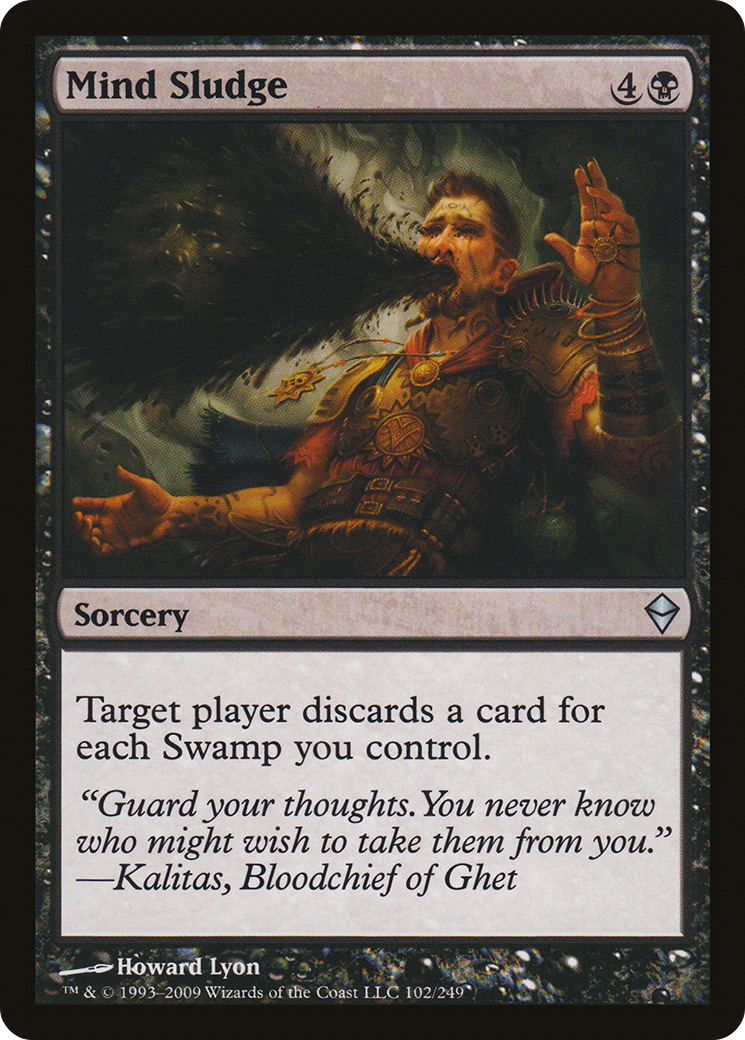 Mind Sludge 4
Sorcery
Target player discards a card for
each Swamp you control.
“Guard your thoughts. You never know
who might wish to take them from you.”
—Kalitas, Bloodchief of Ghet
Howard Lyon
™ & © 1993–2009 Wizards of the Coast LLC 102/249